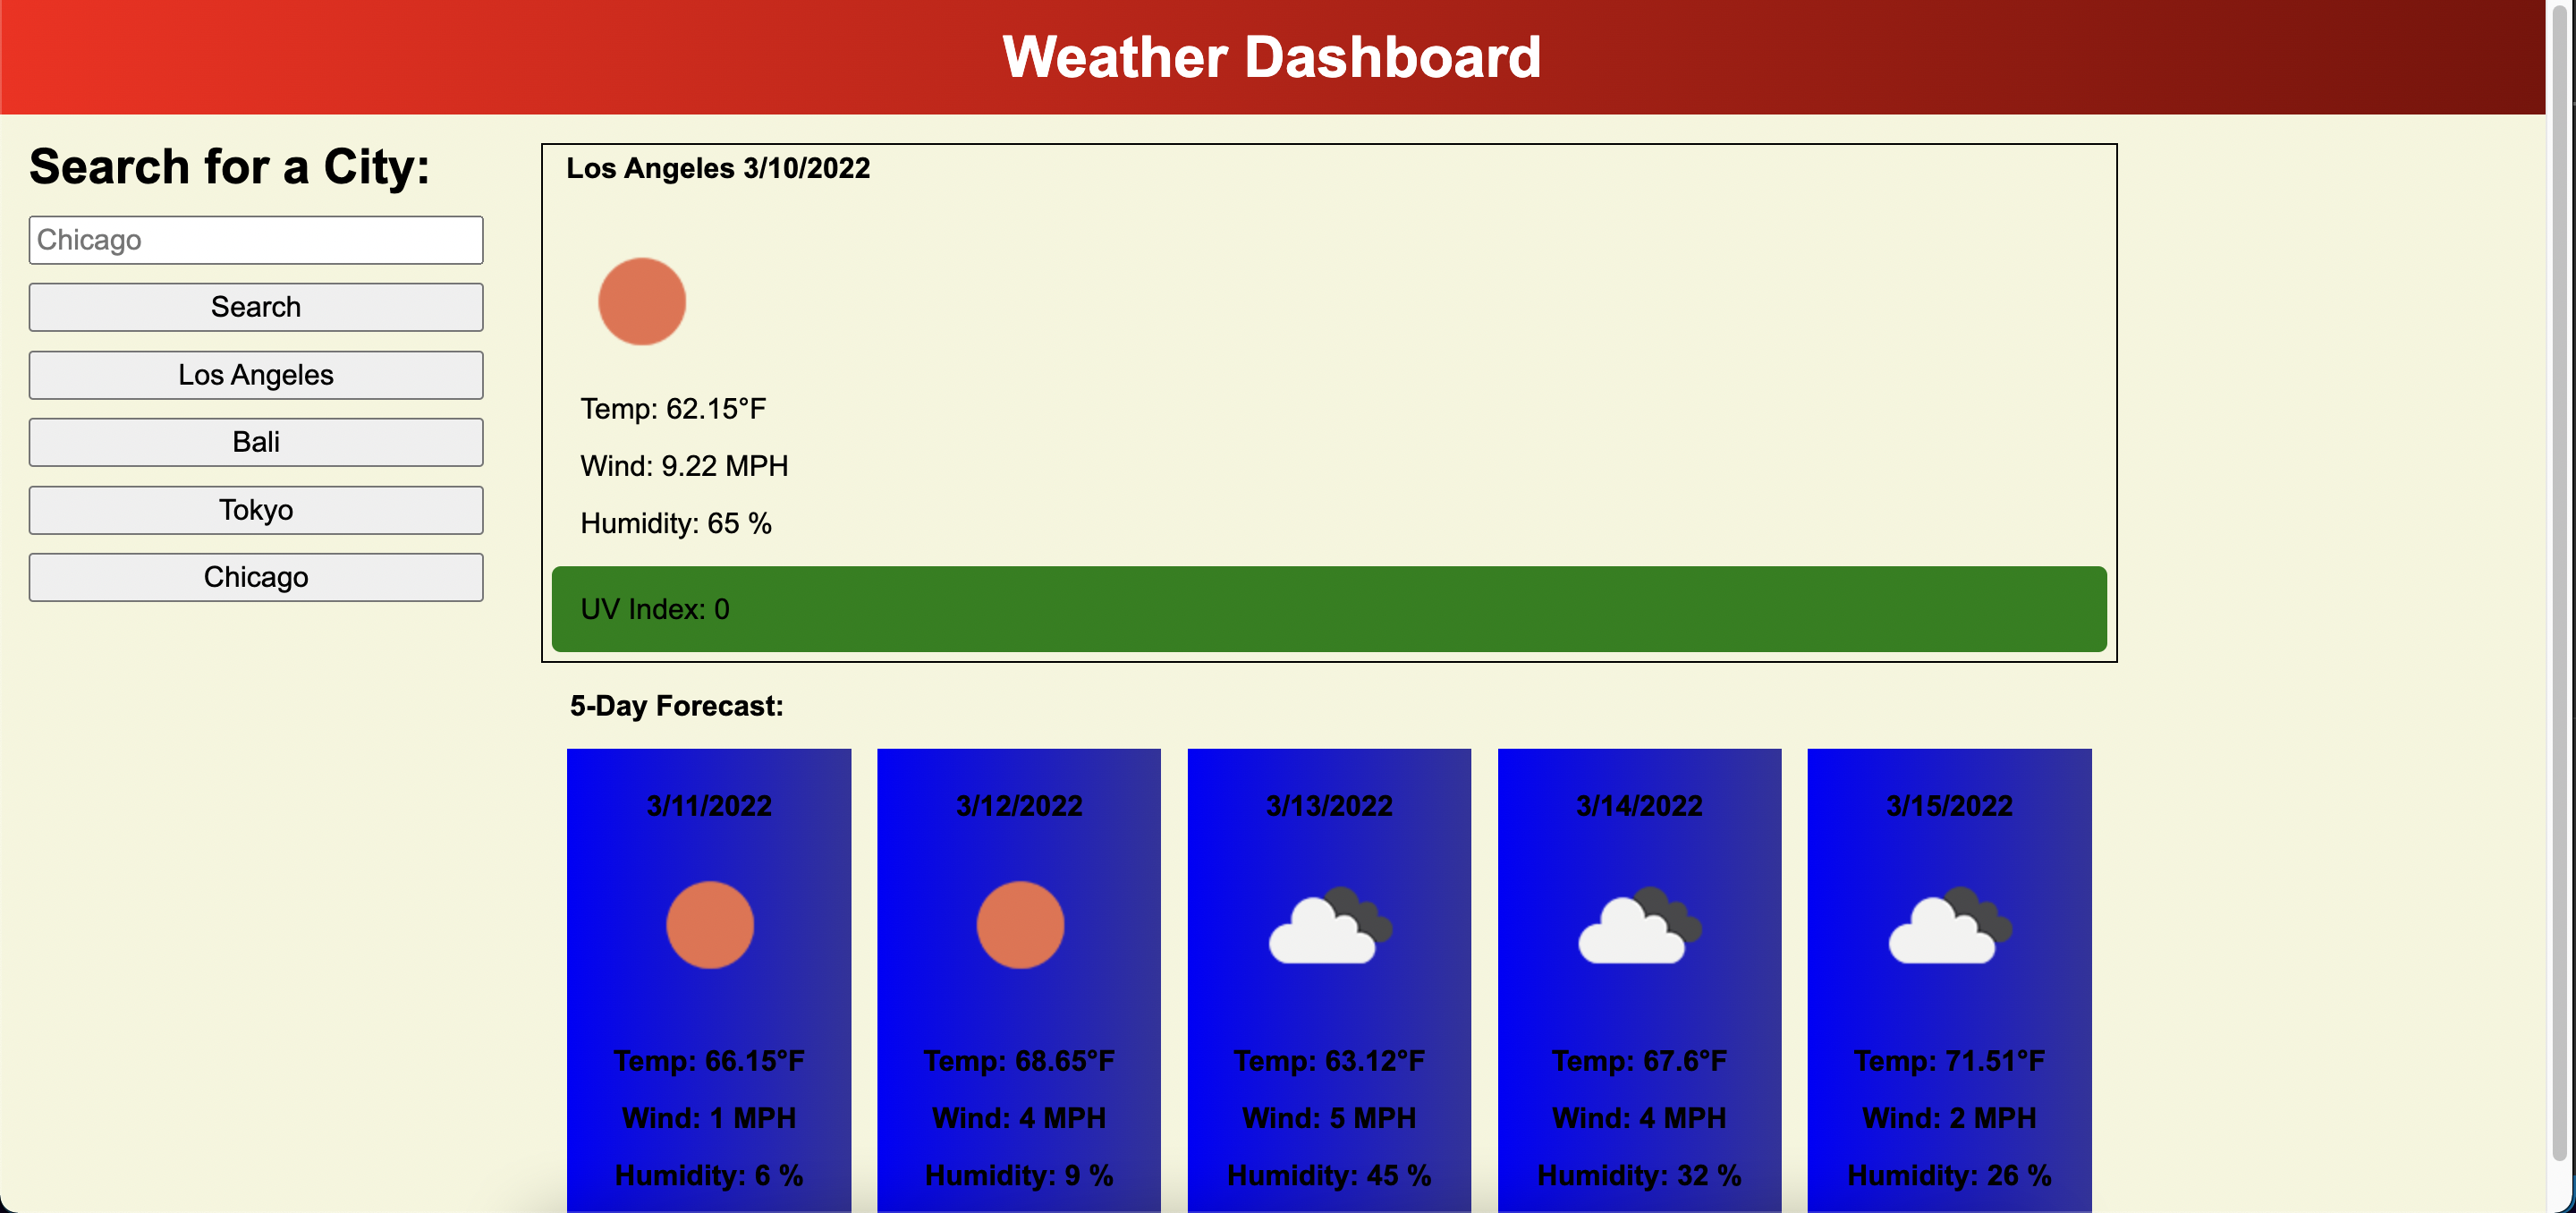 Weather Dashboard
Search for a City:
Chicago
Search
Los Angeles
Bali
Tokyo
Chicago
Los Angeles 3/10/2022
Temp: 62.15°F
Wind: 9.22 MPH
Humidity: 65 %
UV Index: 0
5-Day Forecast:
3/11/2022
Temp: 66.15°F
Wind: 1 MPH
Humidity: 6 %
3/12/2022
Temp: 68.65°F
Wind: 4 MPH
Humidity: 9 %
3/13/2022
Temp: 63.12°F
Wind: 5 MPH
Humidity: 45 %
3/14/2022
Temp: 67.6°F
Wind: 4 MPH
Humidity: 32 %
3/15/2022
Temp: 71.51°F
Wind: 2 MPH
Humidity: 26 %